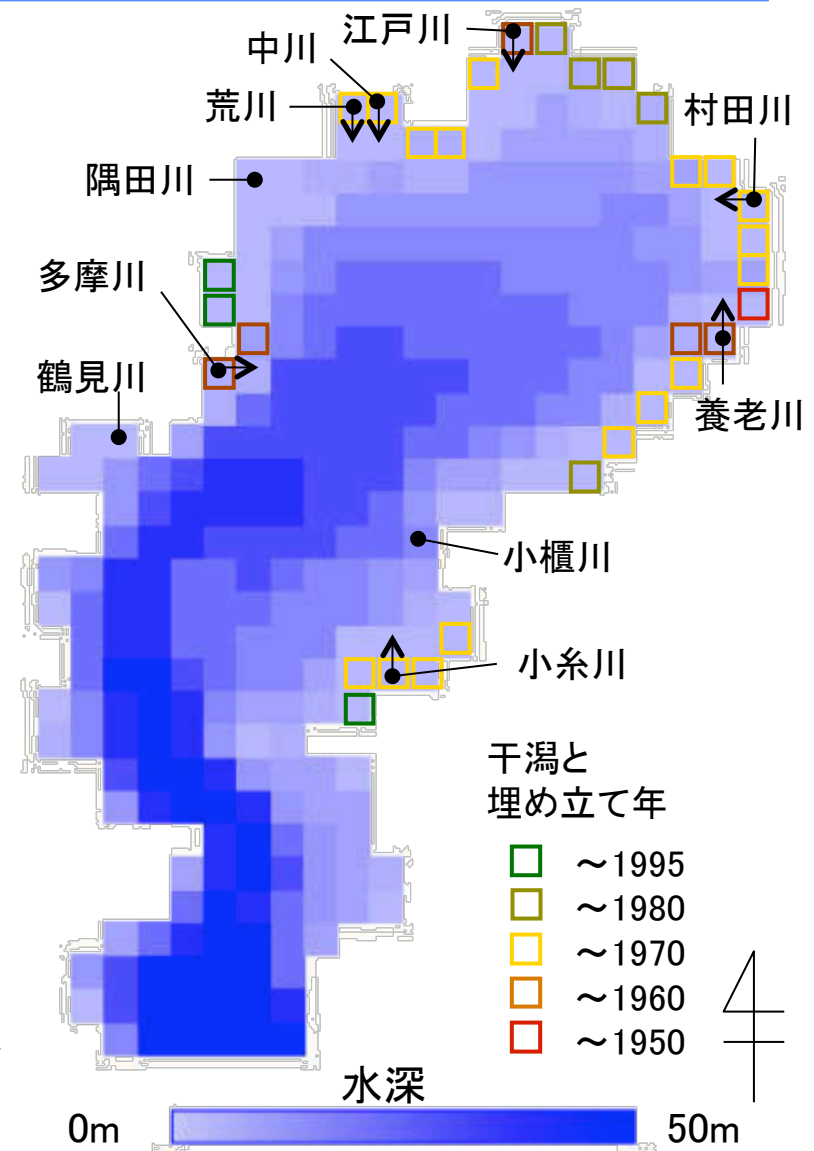 江戸川
中川
荒川
村田川
隅田川
多摩川
鶴見川
養老川
小櫃川
小糸川
干潟と
埋め立て年
～1995
～1980
～1970
～1960
～1950
水深
0m
50m